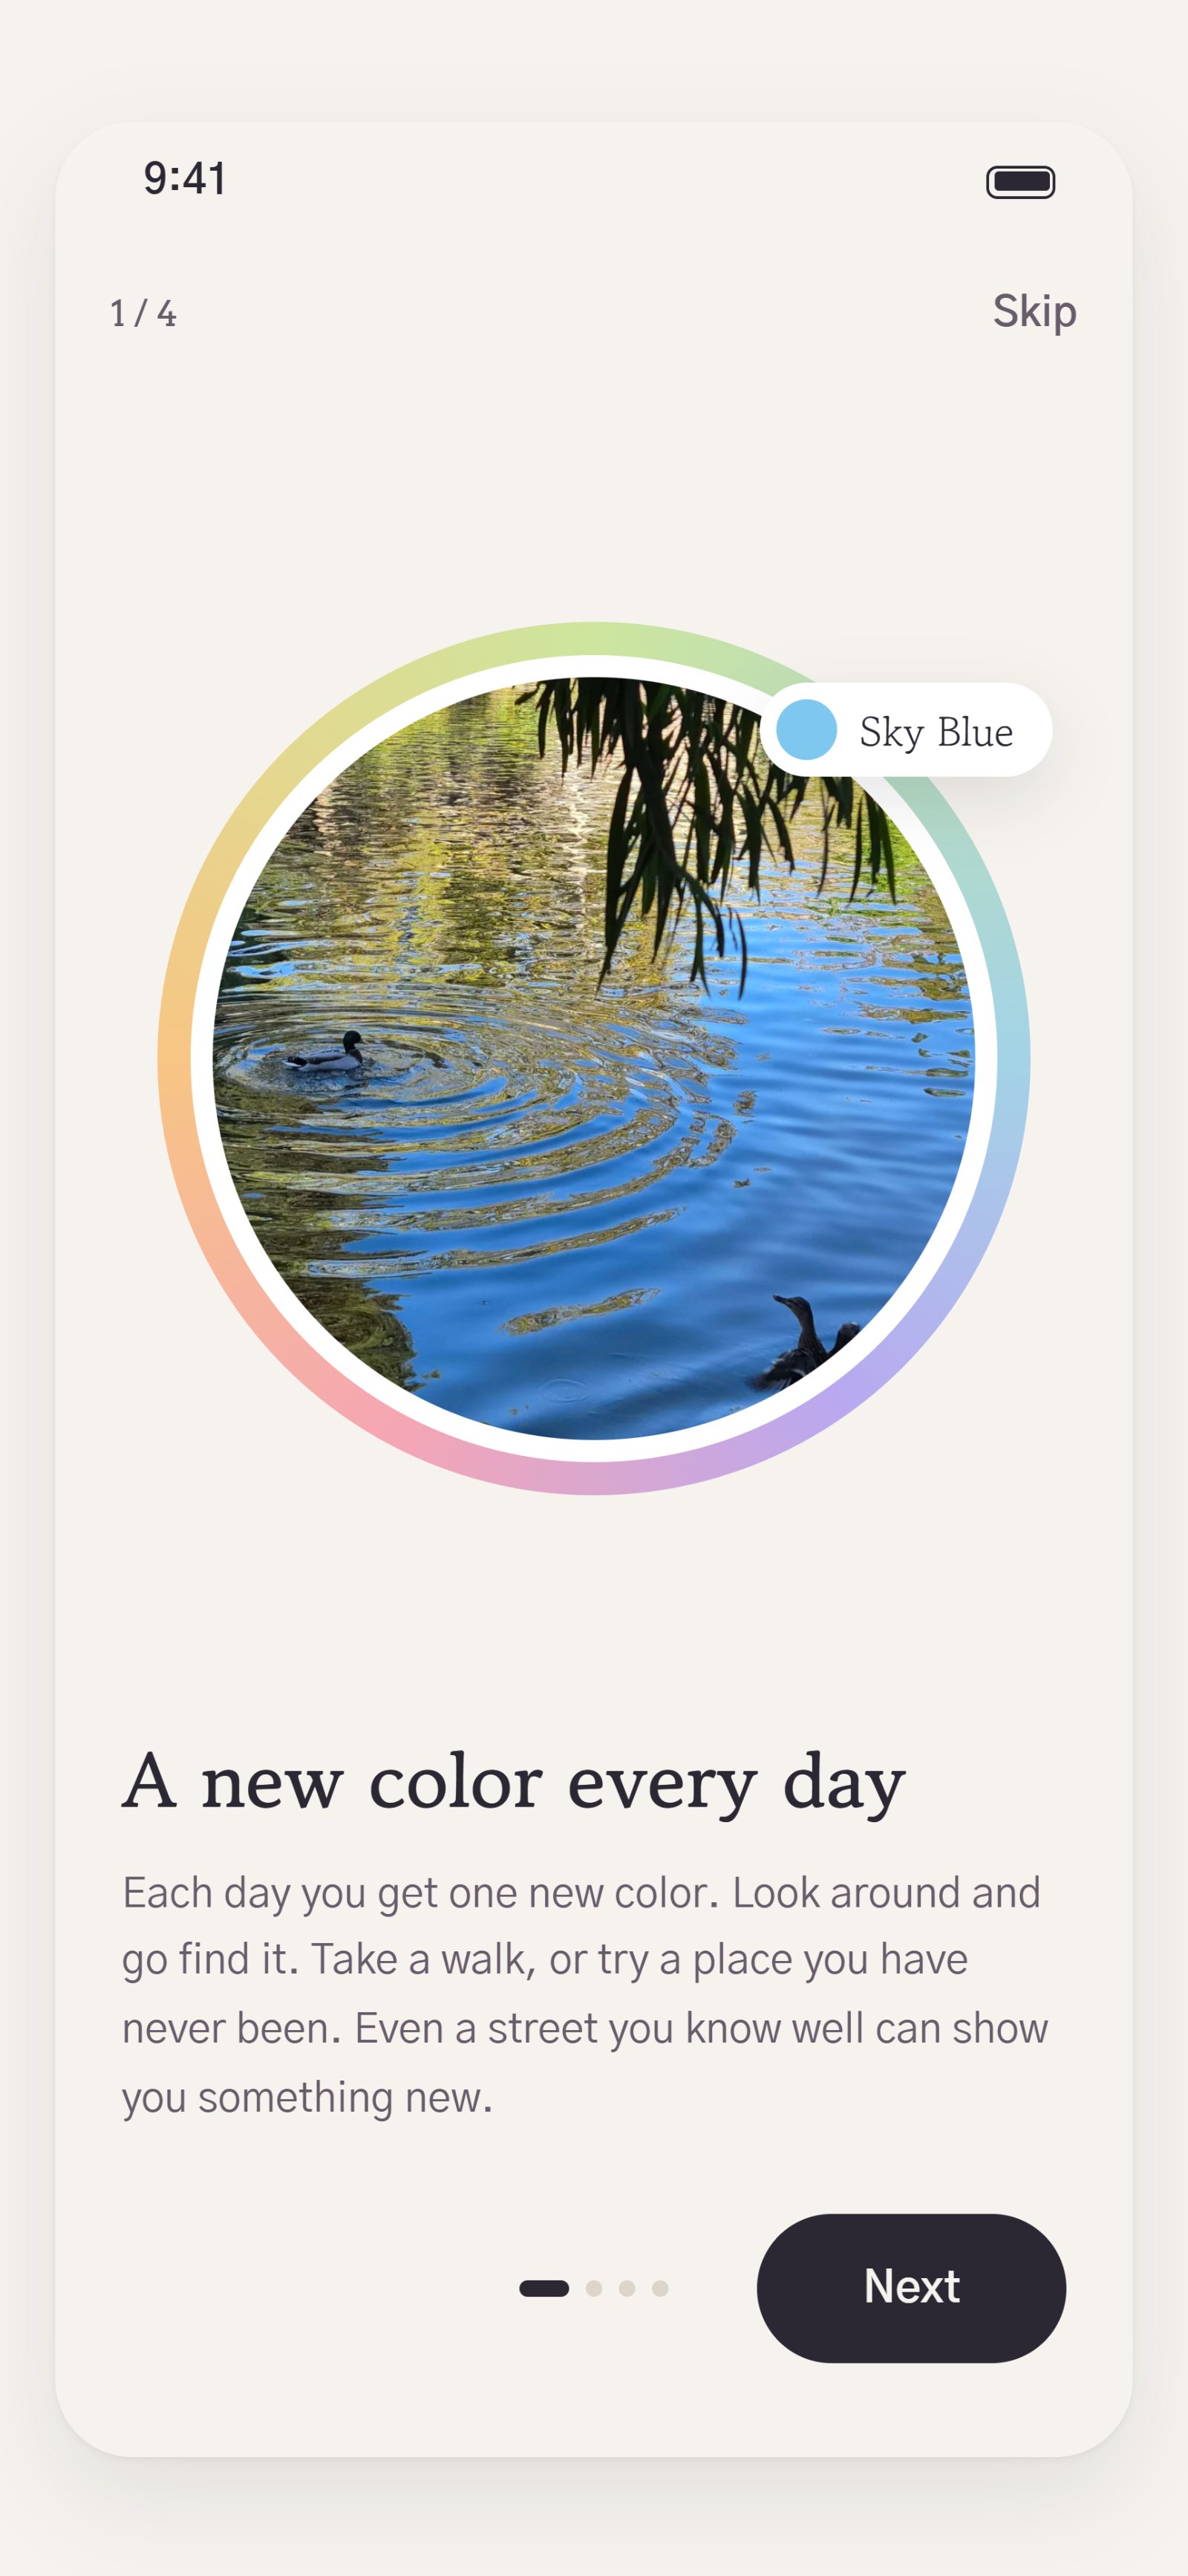 9:41
1 / 4
Skip
Sky Blue
A new color every day
Each day you get one new color. Look around and
go find it. Take a walk, or try a place you have
never been. Even a street you know well can show
you something new.
Next